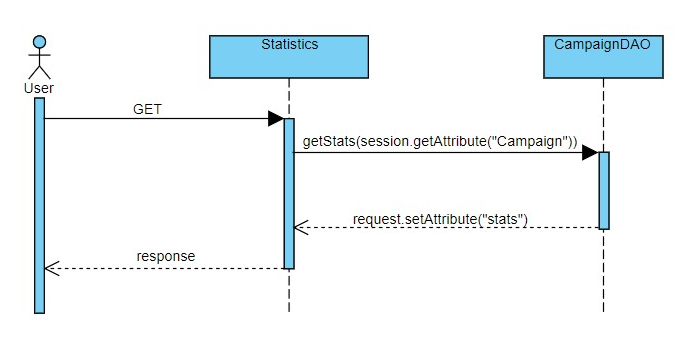 Statistics
CampaignDAO
User
GET
getStats(session.getAttribute("Campaign"))
request.setAttribute("stats")
response